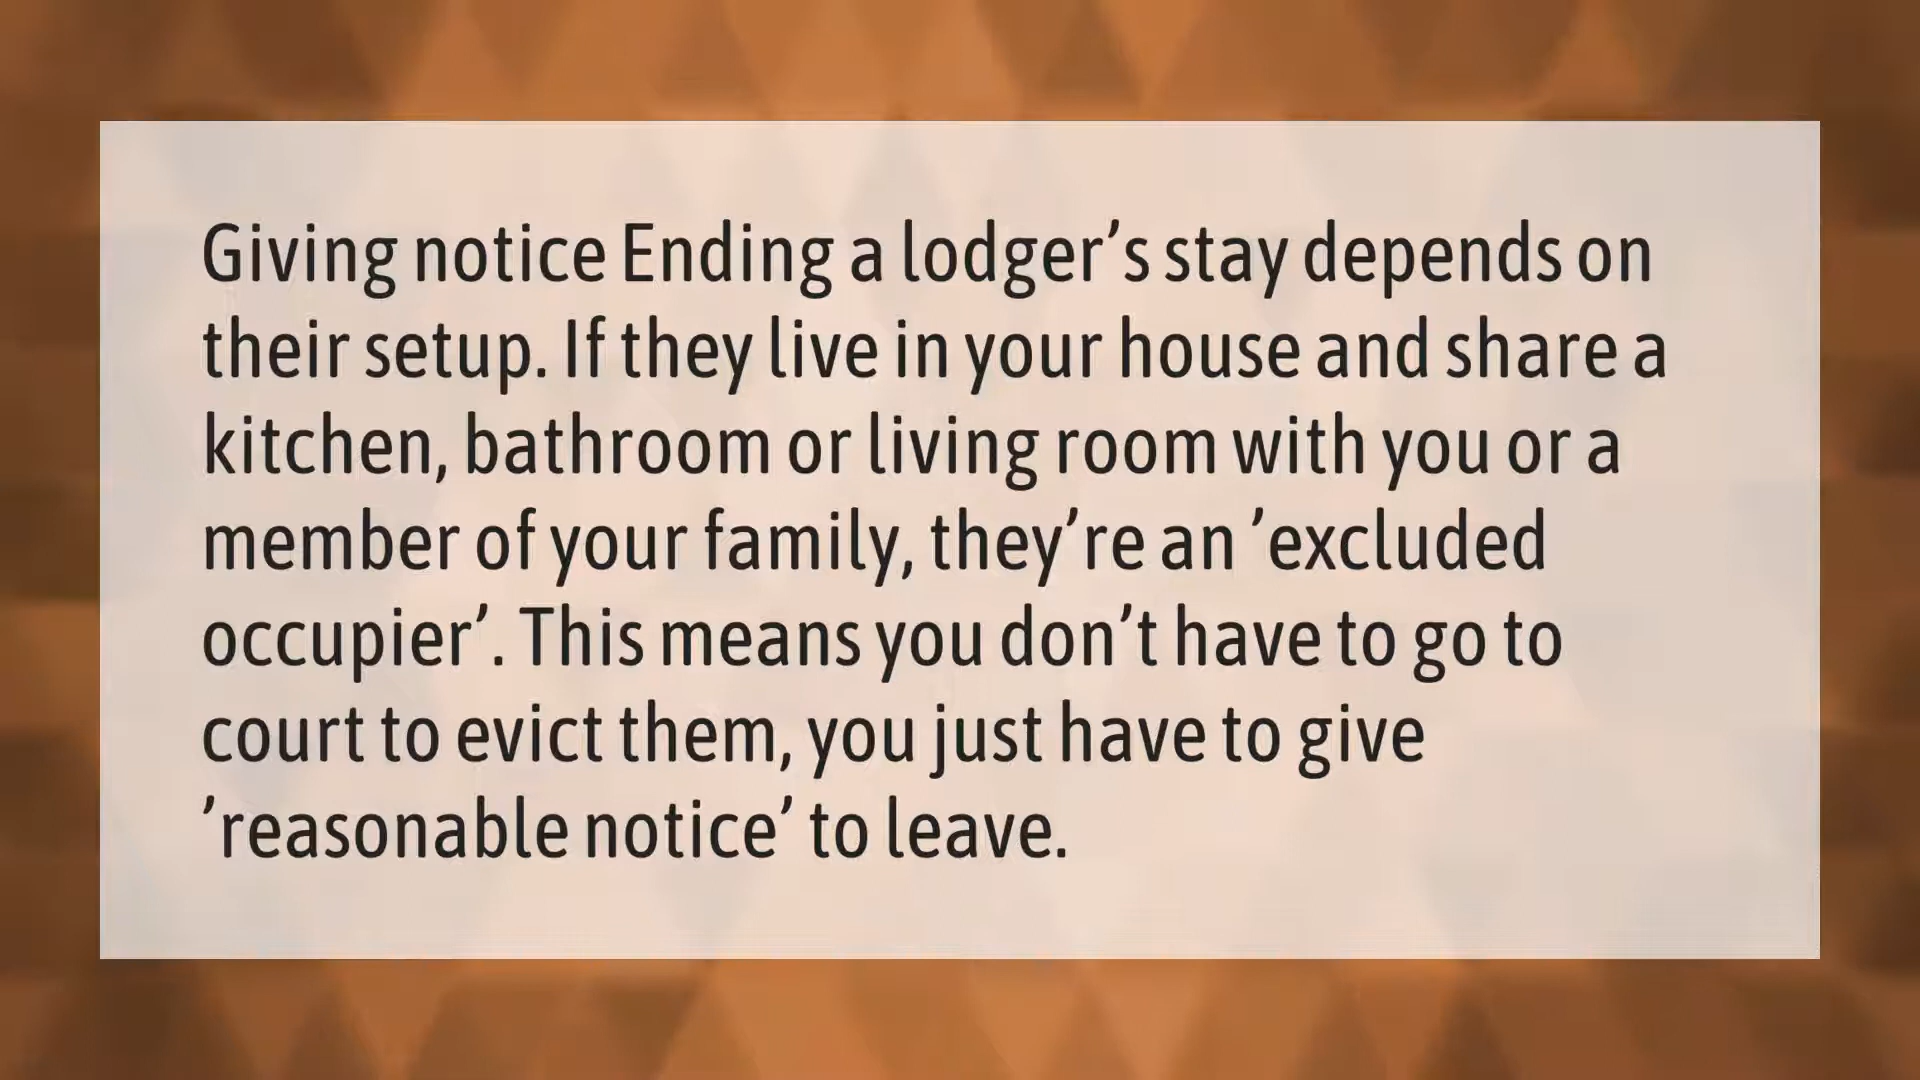 Giving notice Ending a lodger’s stay depends on
their setup. If they live in your house and share a
kitchen, bathroom or living room with you or a
member of your family, they’re an ’excluded
occupier’. This means you don’t have to go to
court to evict them, you just have to give
’reasonable notice’ to leave.